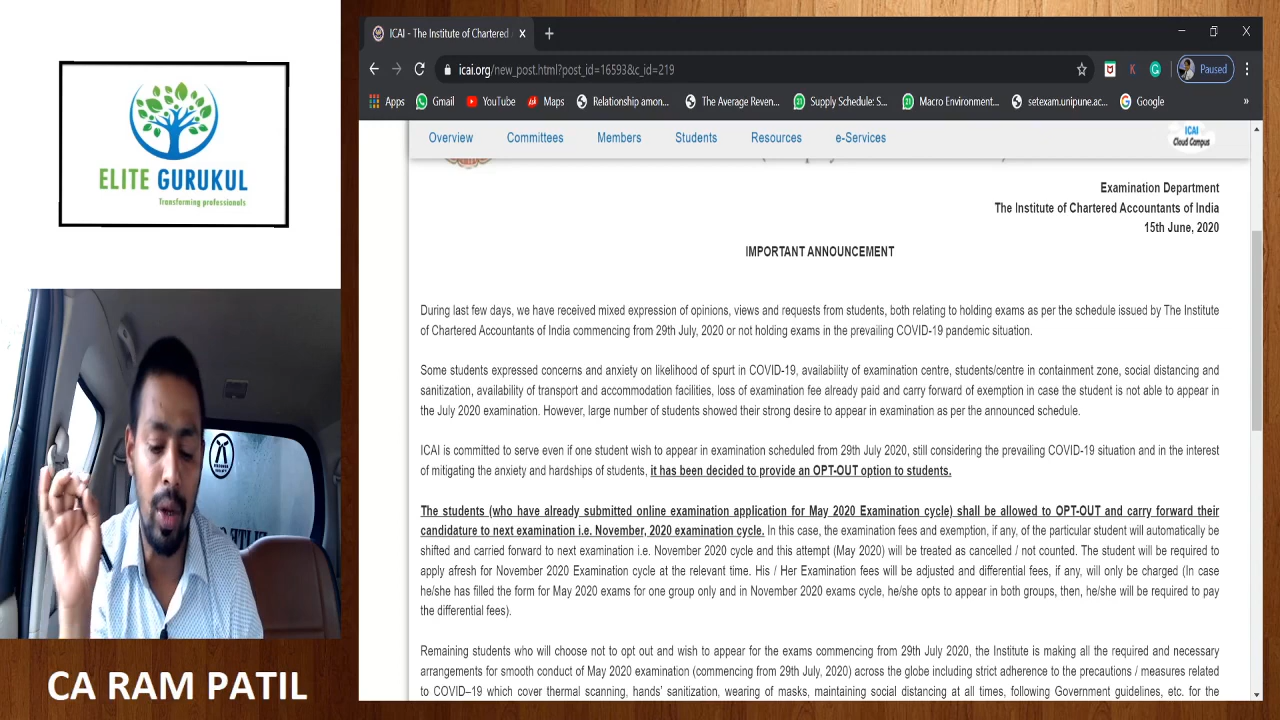 ELITE GURUKUL
Transforming professionals
CA RAM PATIL
ICAI - The Institute of Chartered
icai.org/new_post.html?post_id=16593&c_id=219
Paused
Apps Gmail YouTube Maps Relationship amon... The Average Reven... Supply Schedule: S... Macro Environment... setexam.unipune.ac... Google »
Overview Committees Members Students Resources e-Services
ICAI
Cloud Campus
Examination Department
The Institute of Chartered Accountants of India
15th June, 2020
IMPORTANT ANNOUNCEMENT
During last few days, we have received mixed expression of opinions, views and requests from students, both relating to holding exams as per the schedule issued by The Institute
of Chartered Accountants of India commencing from 29th July, 2020 or not holding exams in the prevailing COVID-19 pandemic situation.
Some students expressed concerns and anxiety on likelihood of spurt in COVID-19, availability of examination centre, students/centre in containment zone, social distancing and
sanitization, availability of transport and accommodation facilities, loss of examination fee already paid and carry forward of exemption in case the student is not able to appear in
the July 2020 examination. However, large number of students showed their strong desire to appear in examination as per the announced schedule.
ICAI is committed to serve even if one student wish to appear in examination scheduled from 29th July 2020, still considering the prevailing COVID-19 situation and in the interest
of mitigating the anxiety and hardships of students, it has been decided to provide an OPT-OUT option to students.
The students (who have already submitted online examination application for May 2020 Examination cycle) shall be allowed to OPT-OUT and carry forward their
candidature to next examination i.e. November, 2020 examination cycle. In this case, the examination fees and exemption, if any, of the particular student will automatically be
shifted and carried forward to next examination i.e. November 2020 cycle and this attempt (May 2020) will be treated as cancelled / not counted. The student will be required to
apply afresh for November 2020 Examination cycle at the relevant time. His / Her Examination fees will be adjusted and differential fees, if any, will only be charged (In case
he/she has filled the form for May 2020 exams for one group only and in November 2020 exams cycle, he/she opts to appear in both groups, then, he/she will be required to pay
the differential fees).
Remaining students who will choose not to opt out and wish to appear for the exams commencing from 29th July 2020, the Institute is making all the required and necessary
arrangements for smooth conduct of May 2020 examination (commencing from 29th July, 2020) across the globe including strict adherence to the precautions / measures related
to COVID–19 which cover thermal scanning, hands' sanitization, wearing of masks, maintaining social distancing at all times, following Government guidelines, etc. for the